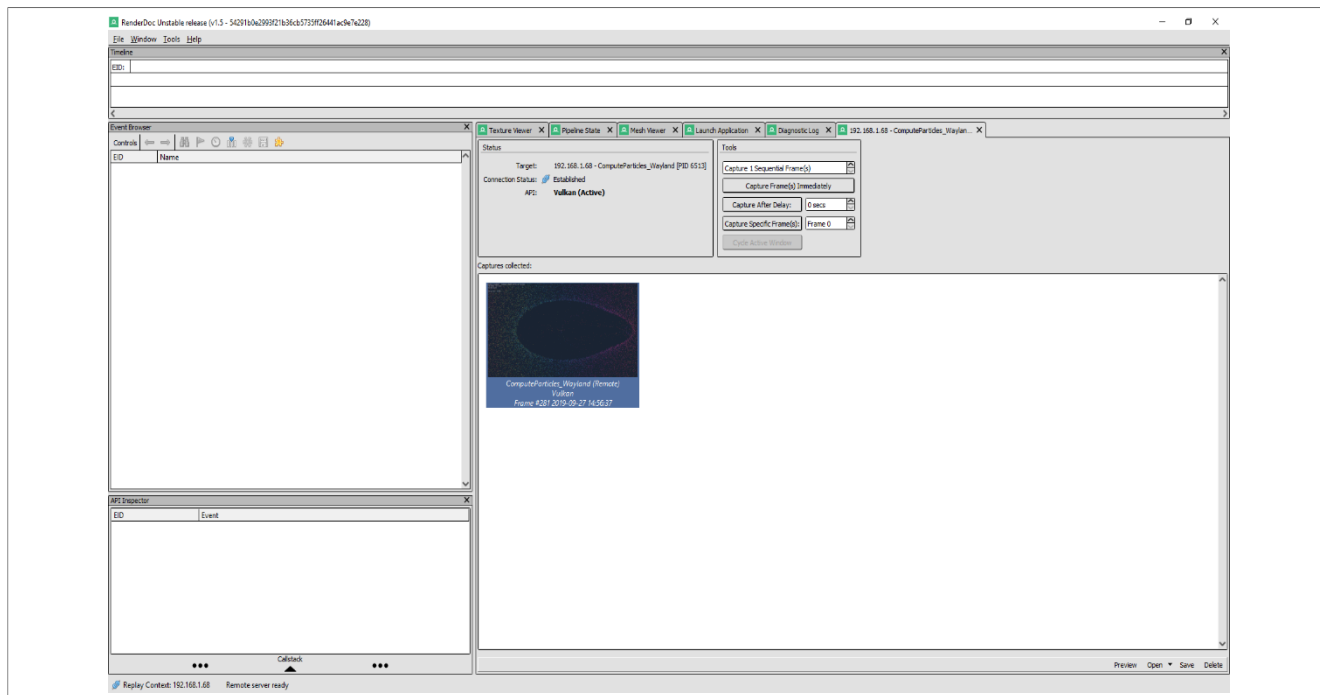 RenderDoc Unstable release (v1.5 - 54291b0e2993f21b36cb5735ff26441ac9e7e228)
File Window Tools Help
Timeline
EID:
Event Browser
Controls
EID Name
API Inspector
EID Event
Callstack
Texture Viewer Pipeline State Mesh Viewer Launch Application Diagnostic Log 192.168.1.68 - ComputeParticles_Waylan...
Status
Target: 192.168.1.68 - ComputeParticles_Wayland [PID 6513]
Connection Status: Established
API: Vulkan (Active)
Tools
Capture 1 Sequential Frame(s)
Capture Frame(s) Immediately
Capture After Delay: 0 secs
Capture Specific Frame(s): Frame 0
Cycle Active Window
Captures collected:
ComputeParticles_Wayland (Remote)
Vulkan
Frame #281 2019-09-27 14:56:37
Preview Open Save Delete
Replay Context: 192.168.1.68 Remote server ready